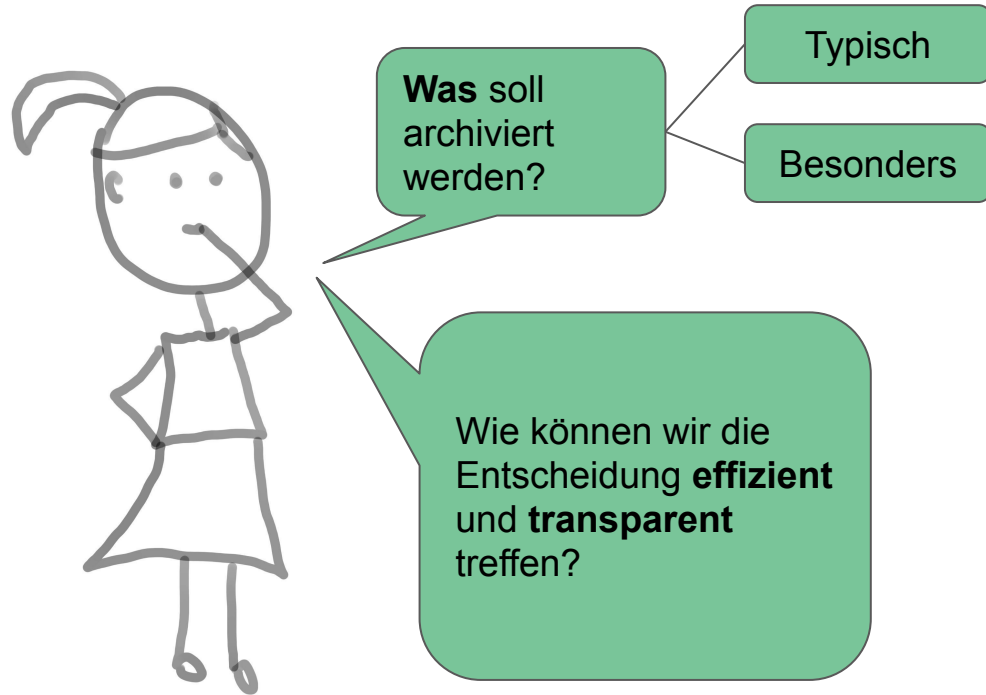 Was soll
archiviert
werden?
Typisch
Besonders
Wie können wir die
Entscheidung effizient
und transparent
treffen?